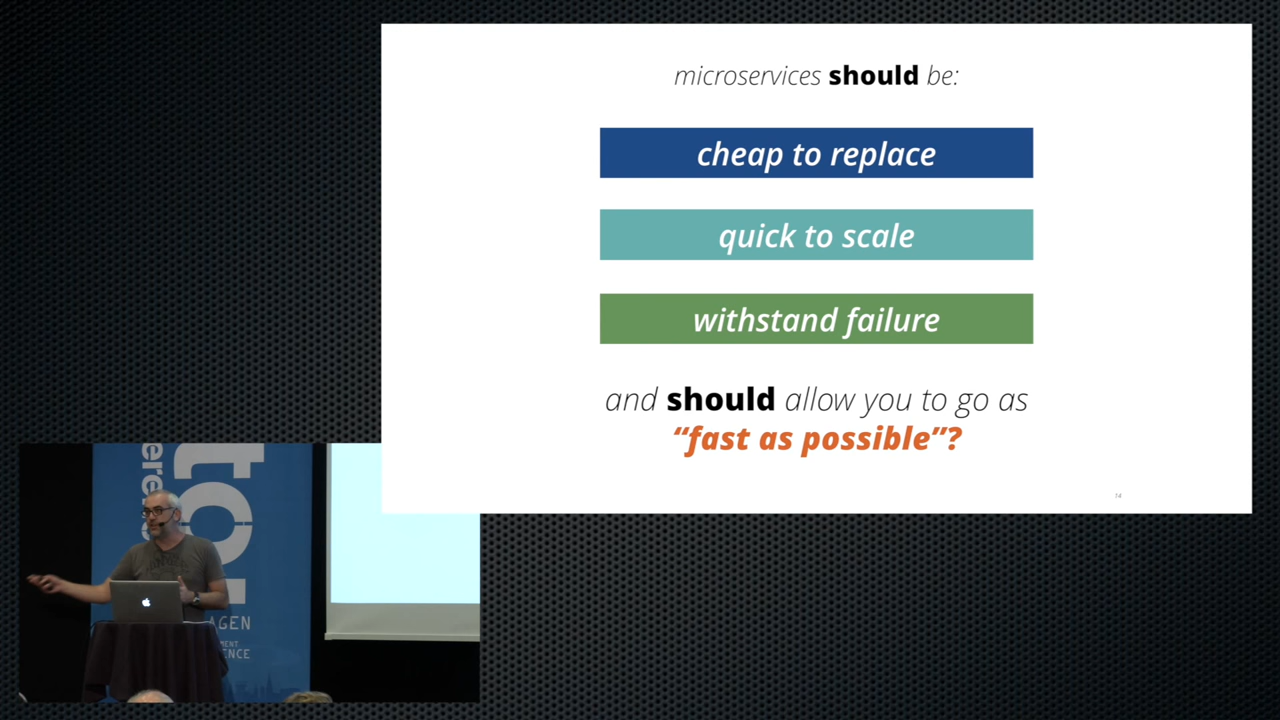 microservices should be:
cheap to replace
quick to scale
withstand failure
and should allow you to go as
“fast as possible”?
14